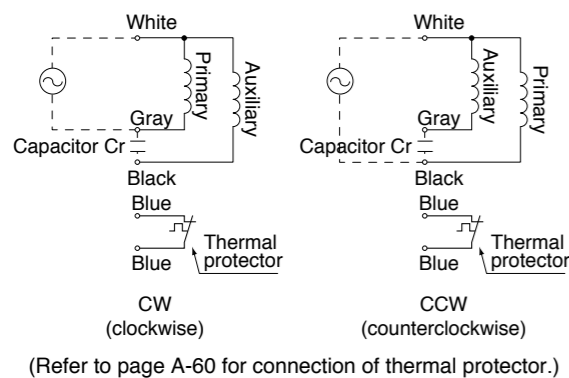 White
Primary
Auxiliary
Gray
Capacitor Cr
Black
Blue
Blue
Thermal
protector
CW
(clockwise)
White
Auxiliary
Primary
Gray
Capacitor Cr
Black
Blue
Blue
Thermal
protector
CCW
(counterclockwise)
(Refer to page A-60 for connection of thermal protector.)